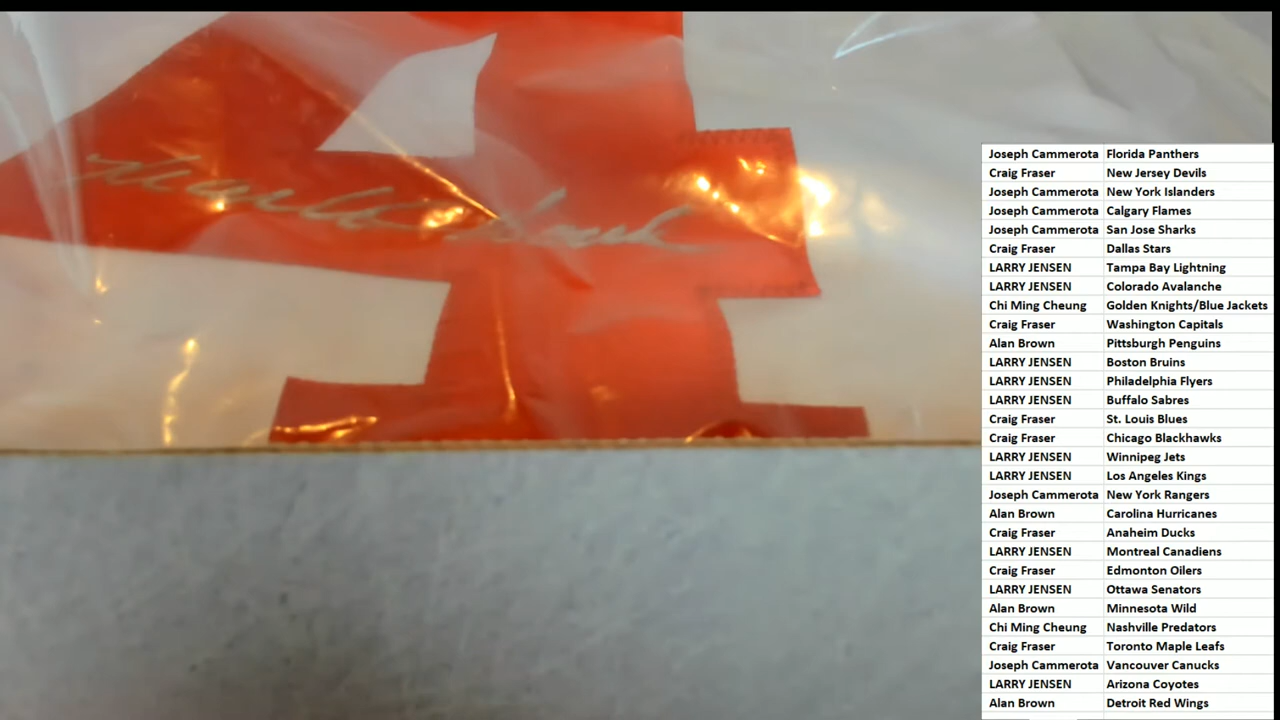 Joseph Cammerota Florida Panthers
Craig Fraser New Jersey Devils
Joseph Cammerota New York Islanders
Joseph Cammerota Calgary Flames
Joseph Cammerota San Jose Sharks
Craig Fraser Dallas Stars
LARRY JENSEN Tampa Bay Lightning
LARRY JENSEN Colorado Avalanche
Chi Ming Cheung Golden Knights/Blue Jackets
Craig Fraser Washington Capitals
Alan Brown Pittsburgh Penguins
LARRY JENSEN Boston Bruins
LARRY JENSEN Philadelphia Flyers
LARRY JENSEN Buffalo Sabres
Craig Fraser St. Louis Blues
Craig Fraser Chicago Blackhawks
LARRY JENSEN Winnipeg Jets
LARRY JENSEN Los Angeles Kings
Joseph Cammerota New York Rangers
Alan Brown Carolina Hurricanes
Craig Fraser Anaheim Ducks
LARRY JENSEN Montreal Canadiens
Craig Fraser Edmonton Oilers
LARRY JENSEN Ottawa Senators
Alan Brown Minnesota Wild
Chi Ming Cheung Nashville Predators
Craig Fraser Toronto Maple Leafs
Joseph Cammerota Vancouver Canucks
LARRY JENSEN Arizona Coyotes
Alan Brown Detroit Red Wings